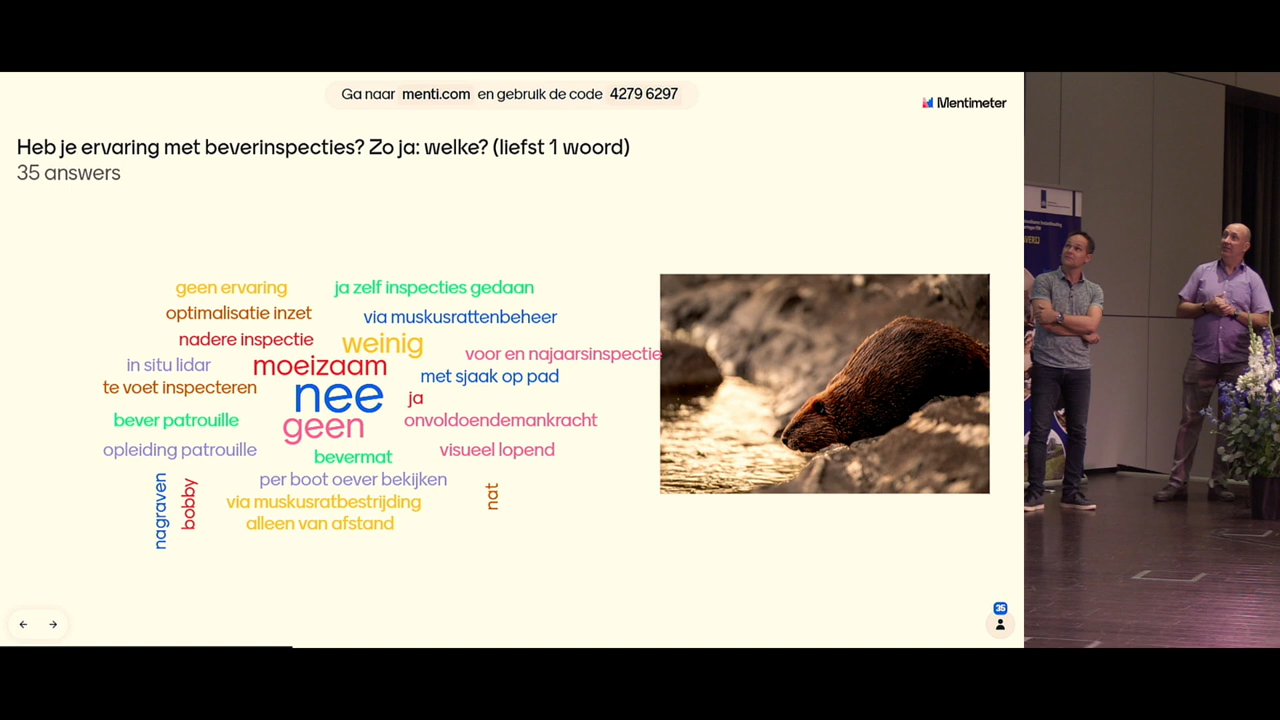 Ga naar menti.com en gebruik de code 4279 6297
Mentimeter
Heb je ervaring met beverinspecties? Zo ja: welke? (liefst 1 woord)
35 answers
geen ervaring
ja zelf inspecties gedaan
optimalisatie inzet
via muskusrattenbeheer
nadere inspectie
weinig
voor en najaarsinspectie
in situ lidar
moeizaam
met sjaak op pad
te voet inspecteren
nee
ja
bever patrouille
geen
onvoldoendemankracht
opleiding patrouille
bevermat
visueel lopend
per boot oever bekijken
nagraven
bobby
via muskusratbestrijding
nat
alleen van afstand
35